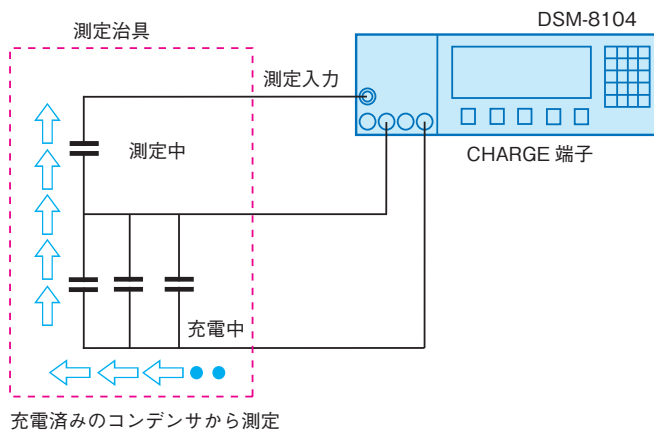 DSM-8104
測定治具
測定入力
測定中
CHARGE 端子
充電中
充電済みのコンデンサから測定